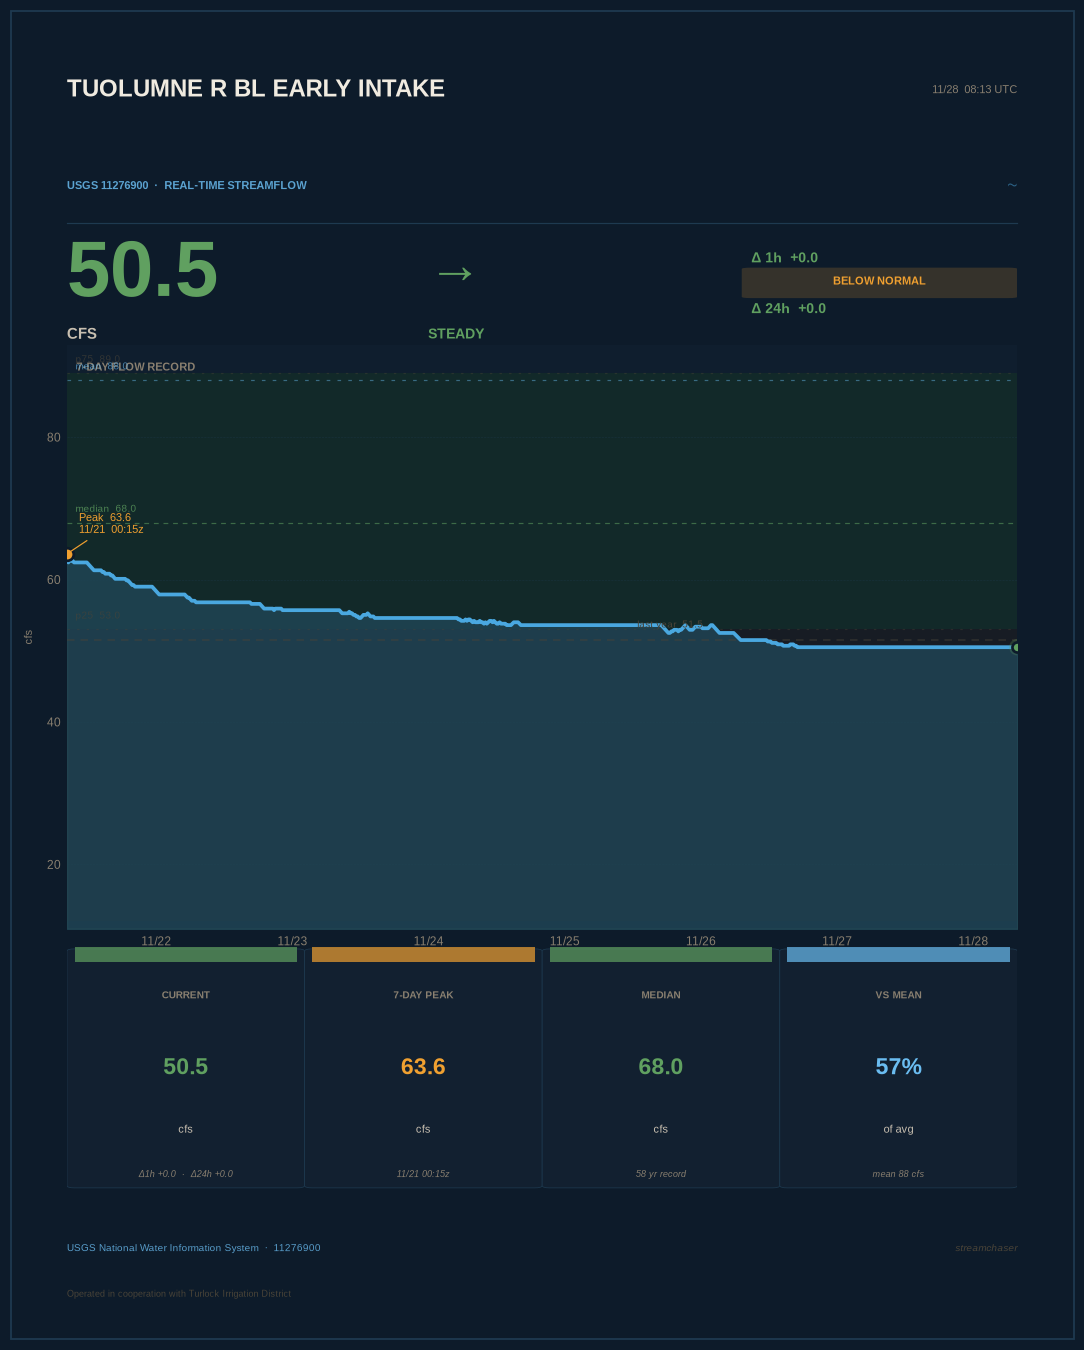 TUOLUMNE R BL EARLY INTAKE
11/28 08:13 UTC
USGS 11276900 · REAL-TIME STREAMFLOW
~
50.5
→
Δ 1h +0.0
BELOW NORMAL
Δ 24h +0.0
CFS
STEADY
7-DAY FLOW RECORD
80
median 68.0
Peak 63.6
11/21 00:15z
60
cfs
40
20
11/22
11/23
11/24
11/25
11/26
11/27
11/28
CURRENT
7-DAY PEAK
MEDIAN
VS MEAN
50.5
63.6
68.0
57%
cfs
cfs
cfs
of avg
Δ1h +0.0 · Δ24h +0.0
11/21 00:15z
58 yr record
mean 88 cfs
USGS National Water Information System · 11276900
streamchaser
Operated in cooperation with Turlock Irrigation District